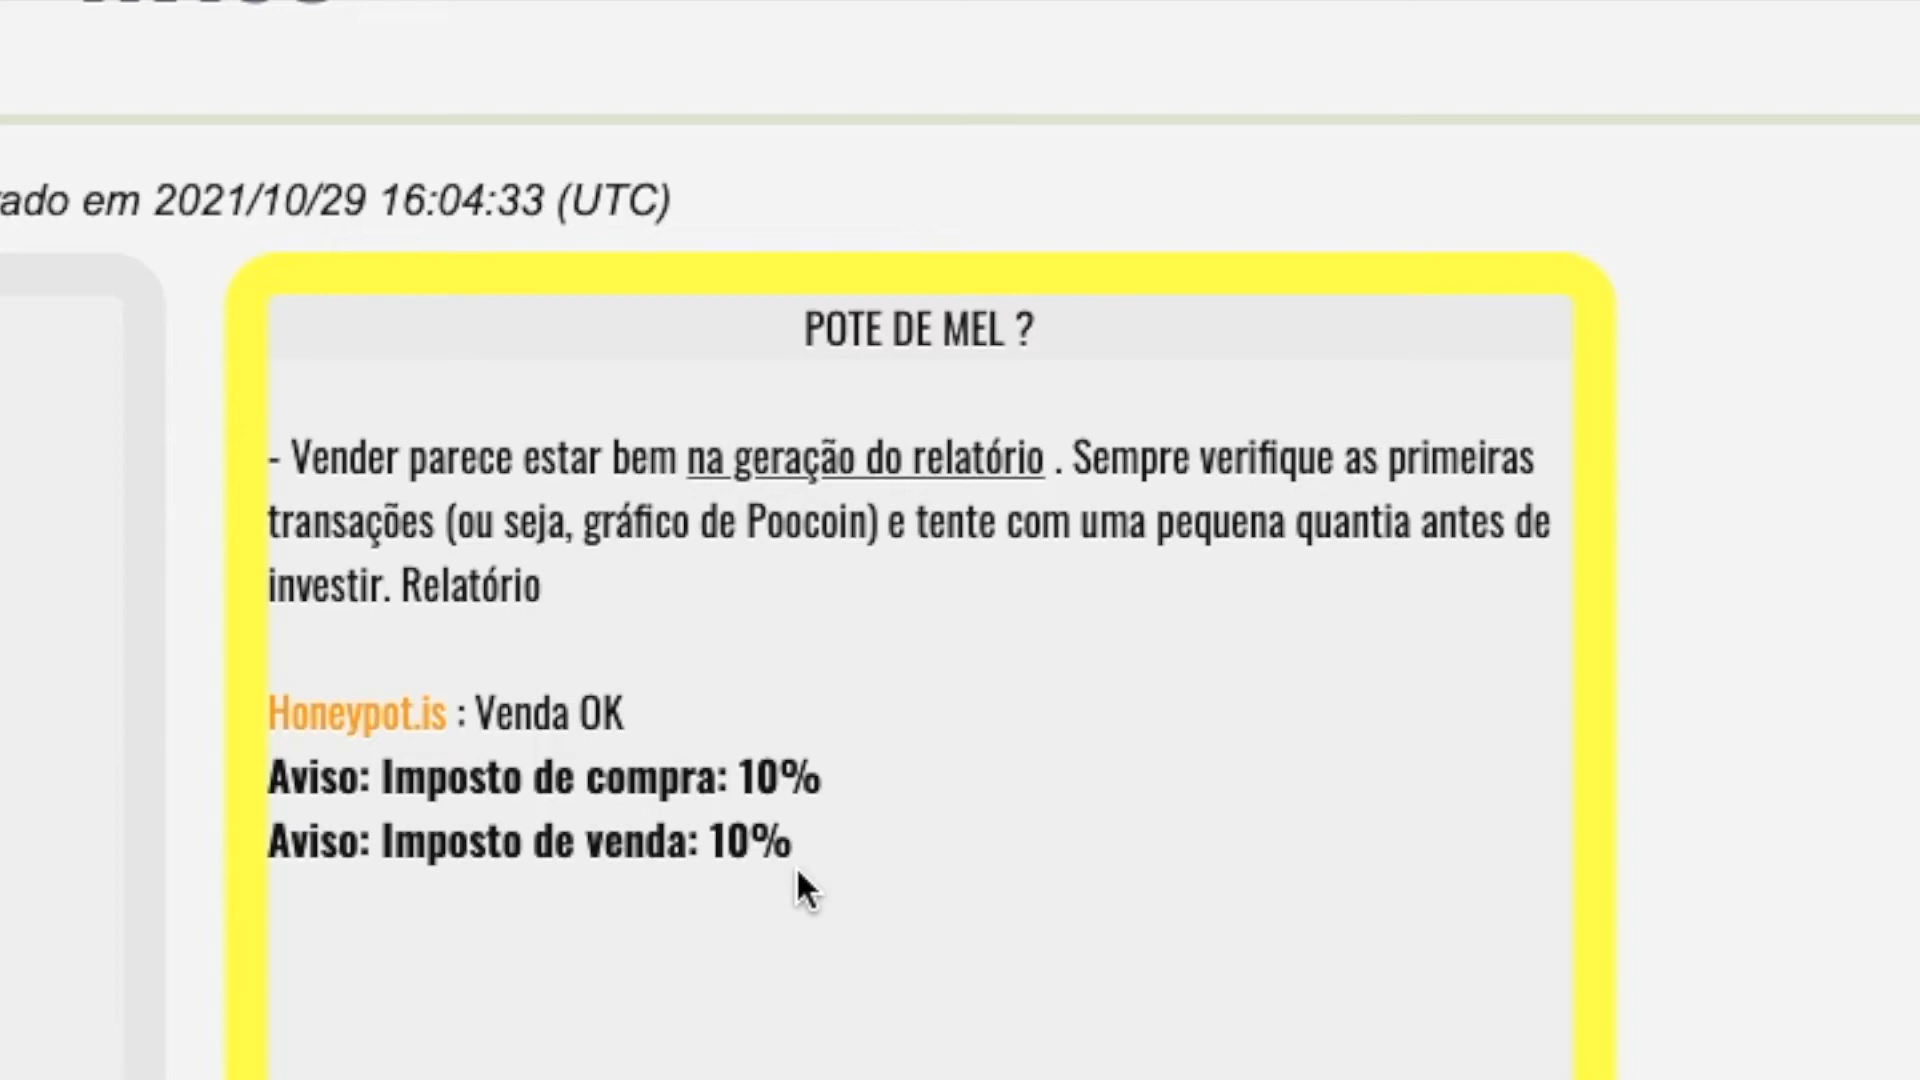 em 2021/10/29 16:04:33 (UTC)
POTE DE MEL ?
- Vender parece estar bem na geração do relatório . Sempre verifique as primeiras
transações (ou seja, gráfico de Poocoin) e tente com uma pequena quantia antes de
investir. Relatório
Honeypot.is : Venda OK
Aviso: Imposto de compra: 10%
Aviso: Imposto de venda: 10%